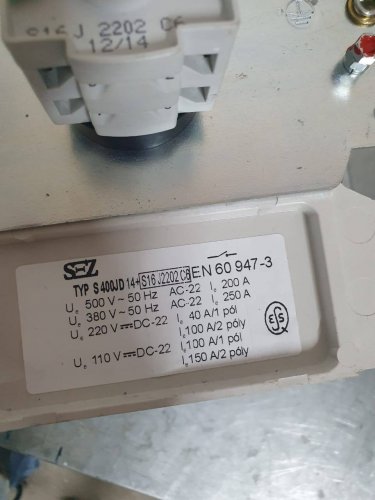 S16 J 2202 C6
12/14
SEZ
TYP S 400JD 14+ S16 J2202 C6 EN 60 947-3
Ue 500 V ~ 50 Hz AC-22 Ie 200 A
Ue 380 V ~ 50 Hz AC-22 Ie 250 A
Ue 220 V DC-22 Ie 40 A/1 pól
Ie 100 A/2 póly
Ue 110 V DC-22 Ie 100 A/1 pól
Ie 150 A/2 póly